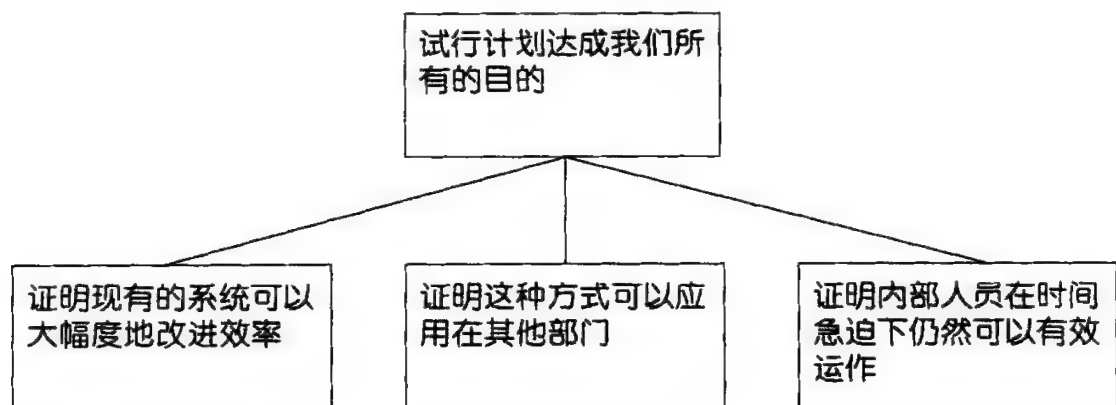 试行计划达成我们所
有的目的
证明现有的系统可以
大幅度地改进效率
证明这种方式可以应
用在其他部门
证明内部人员在时间
急迫下仍然可以有效
运作